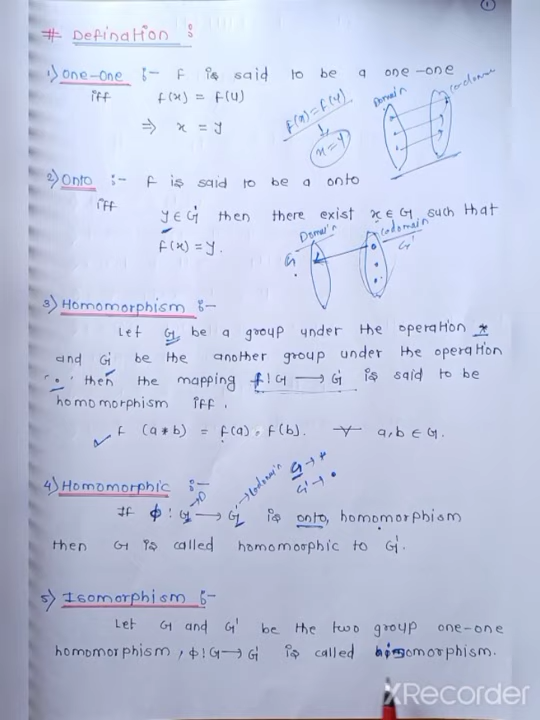 ①
# Defination :
1) one-one :- f is said to be a one-one
iff f(x) = f(y)
⇒ x = y
f(x) = f(y)
x = y
Domain
codomain
2) Onto :- f is said to be a onto
iff y ∈ G' then there exist x ∈ G such that
f(x) = y.
Domain
codomain
G
G'
3) Homomorphism :-
Let G be a group under the operation *
and G' be the another group under the operation
'•' then the mapping f: G → G' is said to be
homomorphism iff.
f (a * b) = f(a) . f(b). ∀ a, b ∈ G.
4) Homomorphic :-
→D
→codomain
G → *
G' → •
If ϕ: G → G' is onto, homomorphism
then G is called homomorphic to G'.
5) Isomorphism :-
Let G and G' be the two group one-one
homomorphism, ϕ: G → G' is called isomorphism.
XRecorder